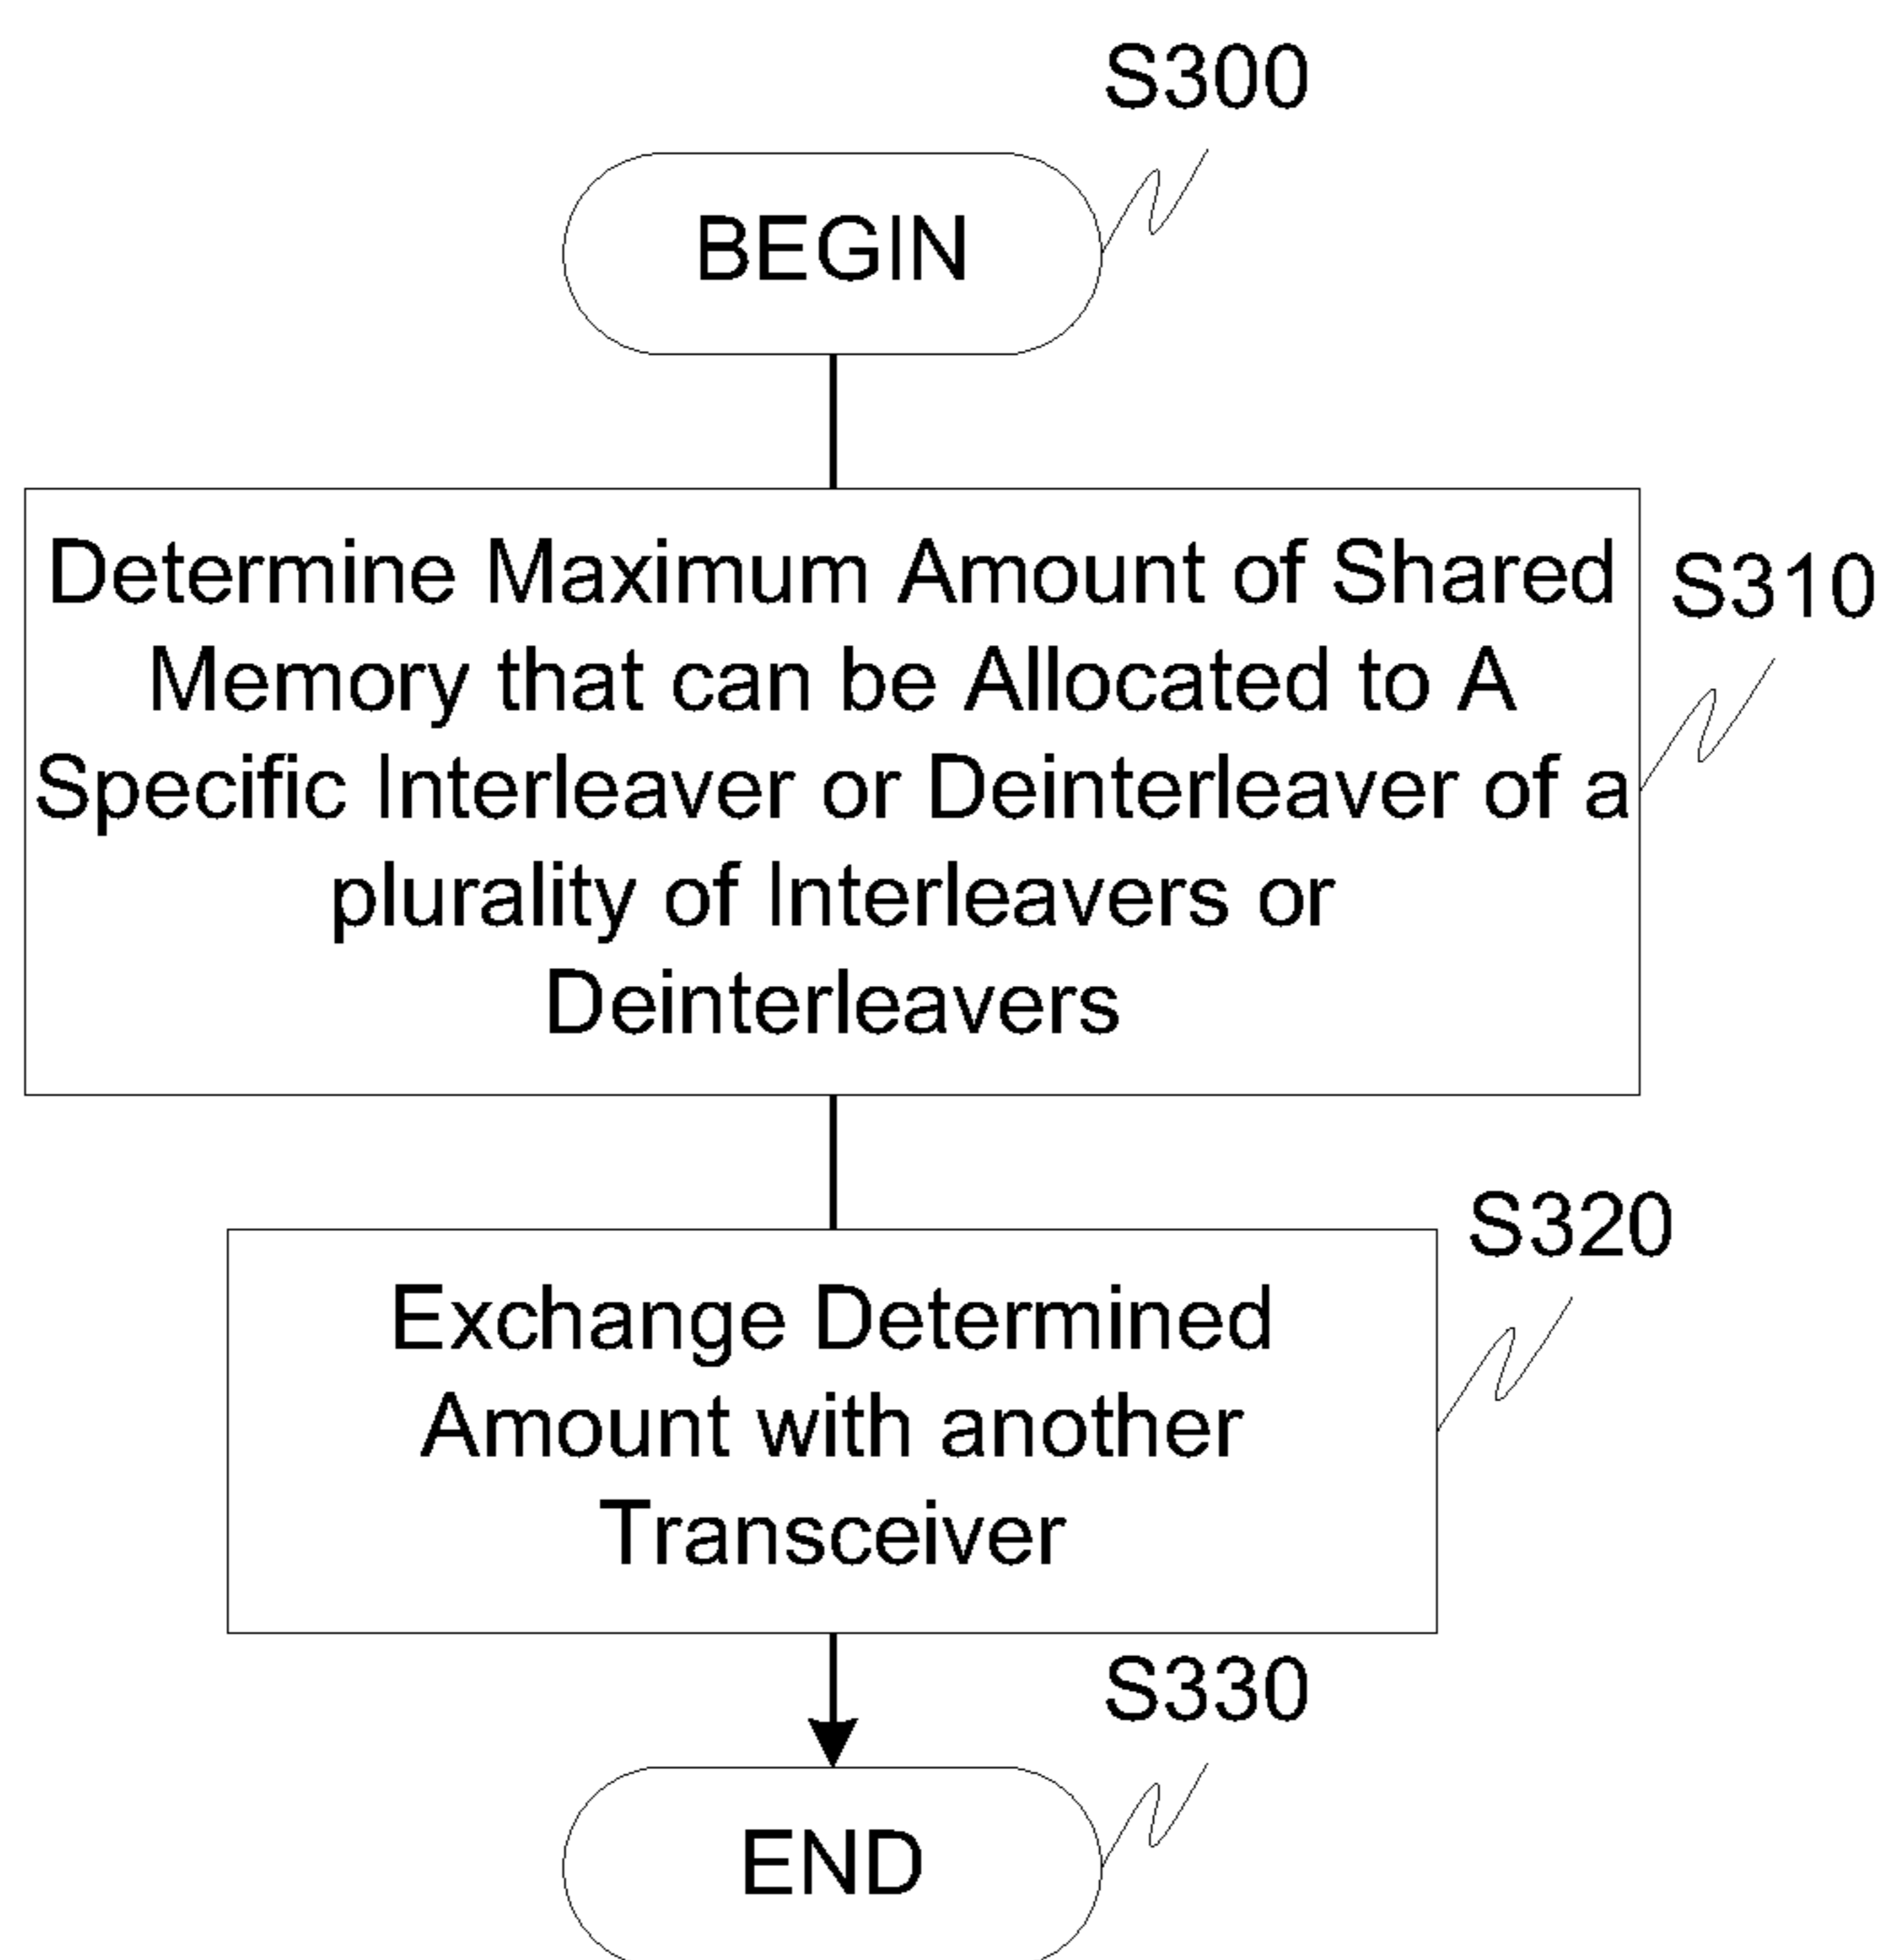 S300
BEGIN
Determine Maximum Amount of Shared
Memory that can be Allocated to A
Specific Interleaver or Deinterleaver of a
plurality of Interleavers or
Deinterleavers
S310
Exchange Determined
Amount with another
Transceiver
S320
S330
END